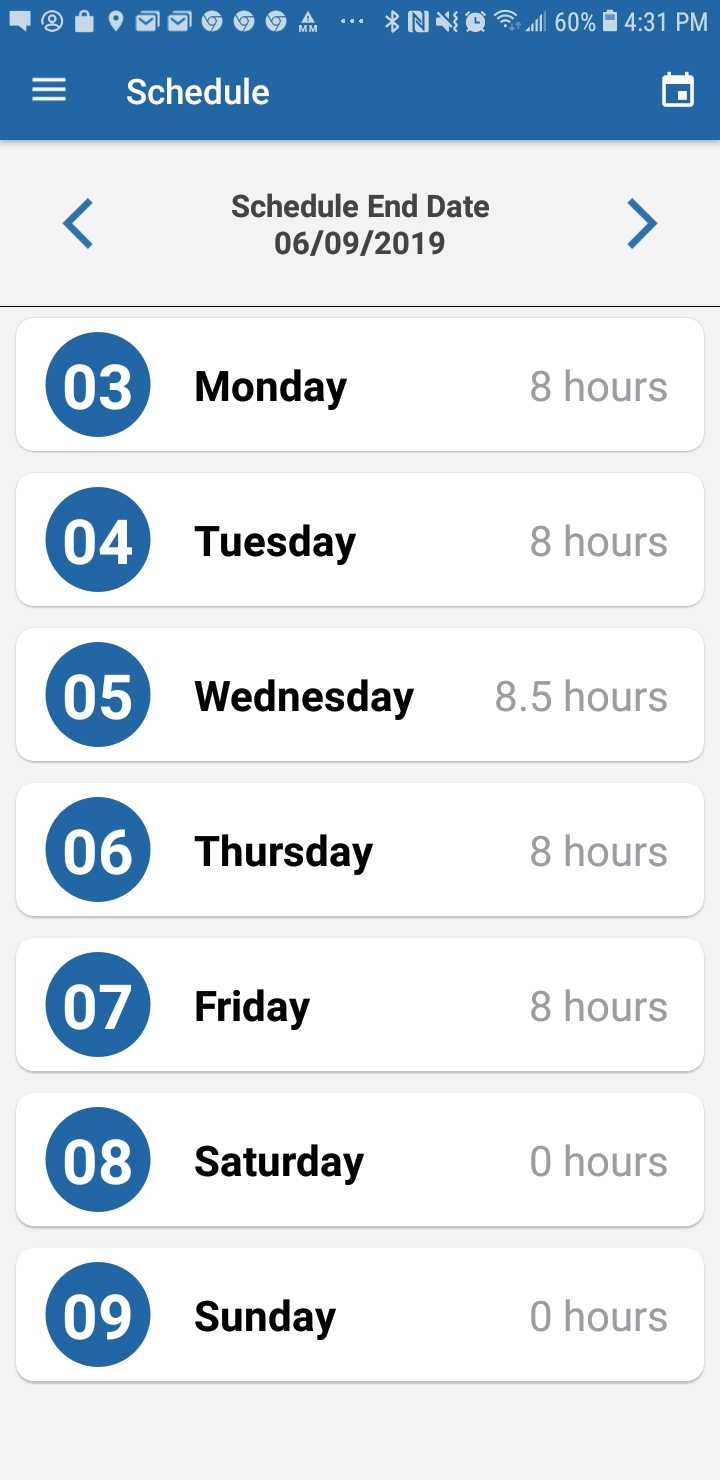 MM ... 60% 4:31 PM
Schedule
Schedule End Date
06/09/2019
03 Monday 8 hours
04 Tuesday 8 hours
05 Wednesday 8.5 hours
06 Thursday 8 hours
07 Friday 8 hours
08 Saturday 0 hours
09 Sunday 0 hours